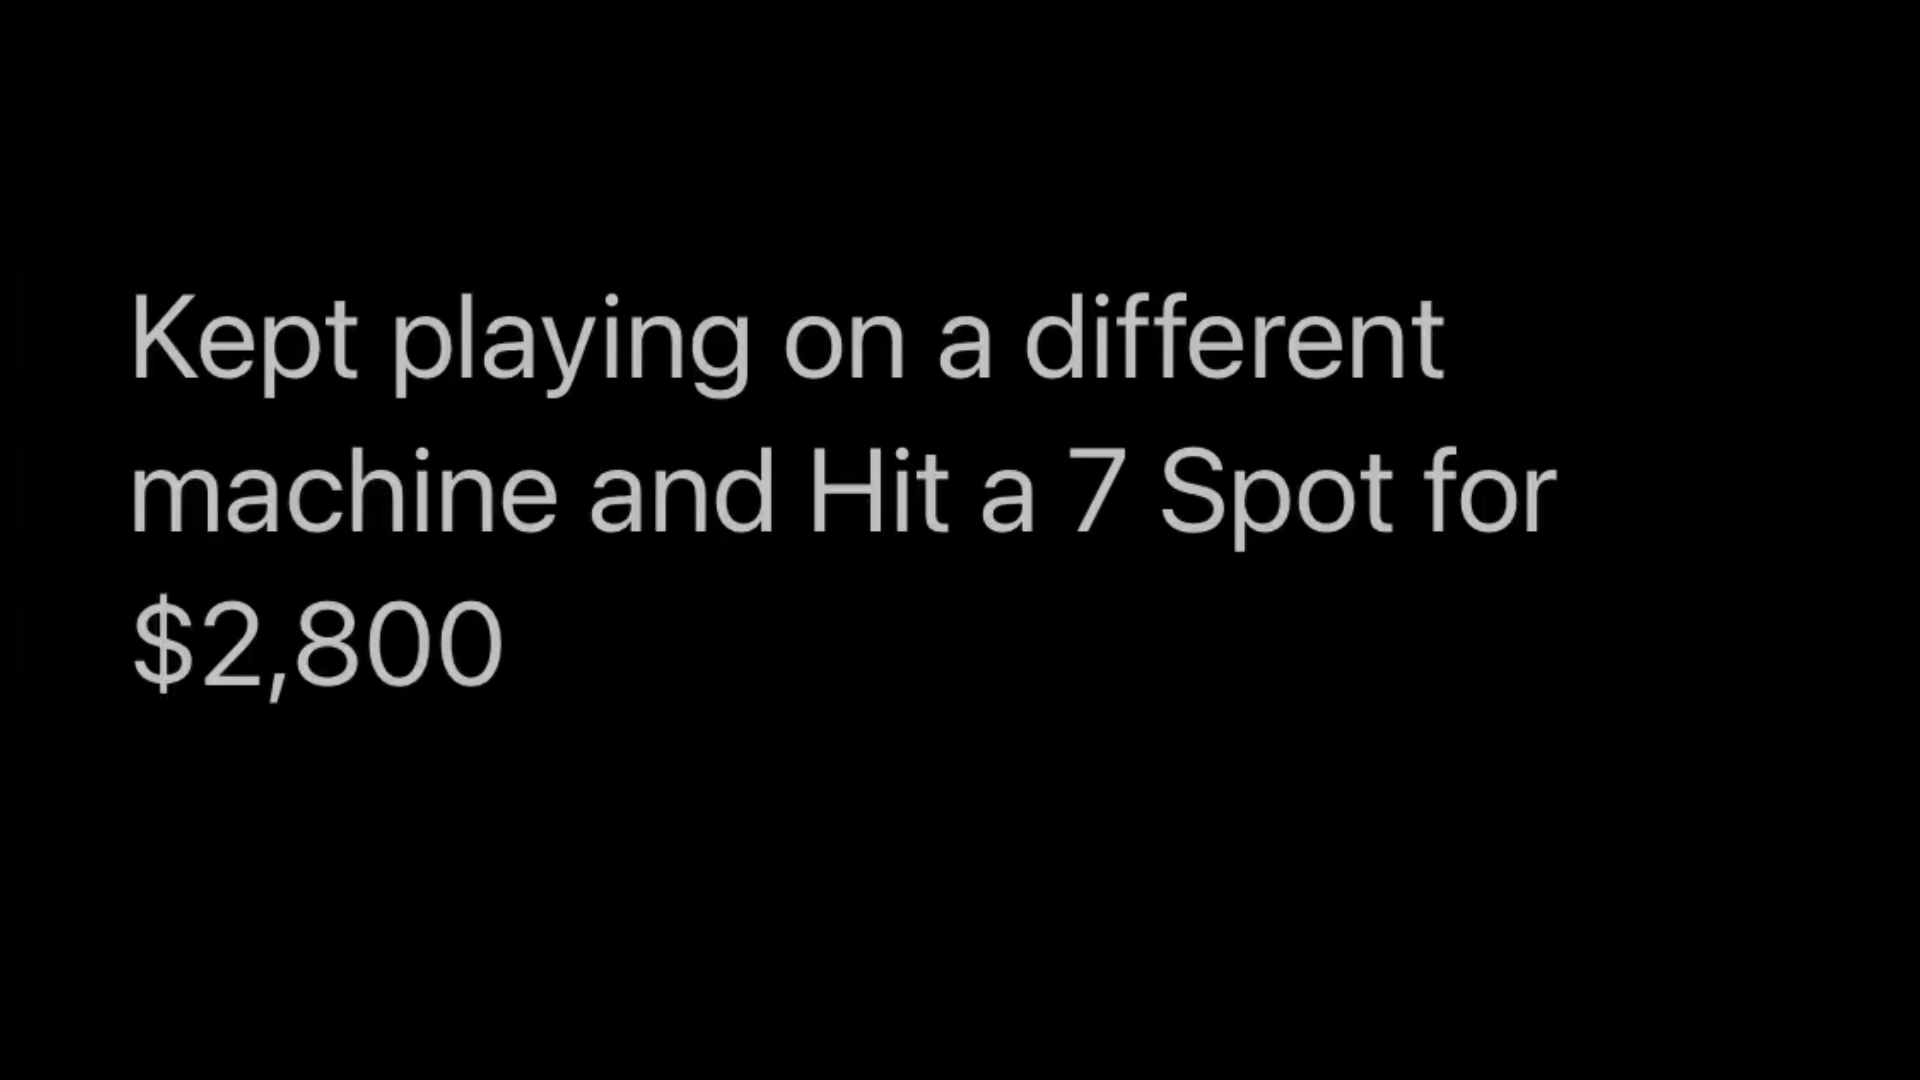 Kept playing on a different
machine and Hit a 7 Spot for
$2,800